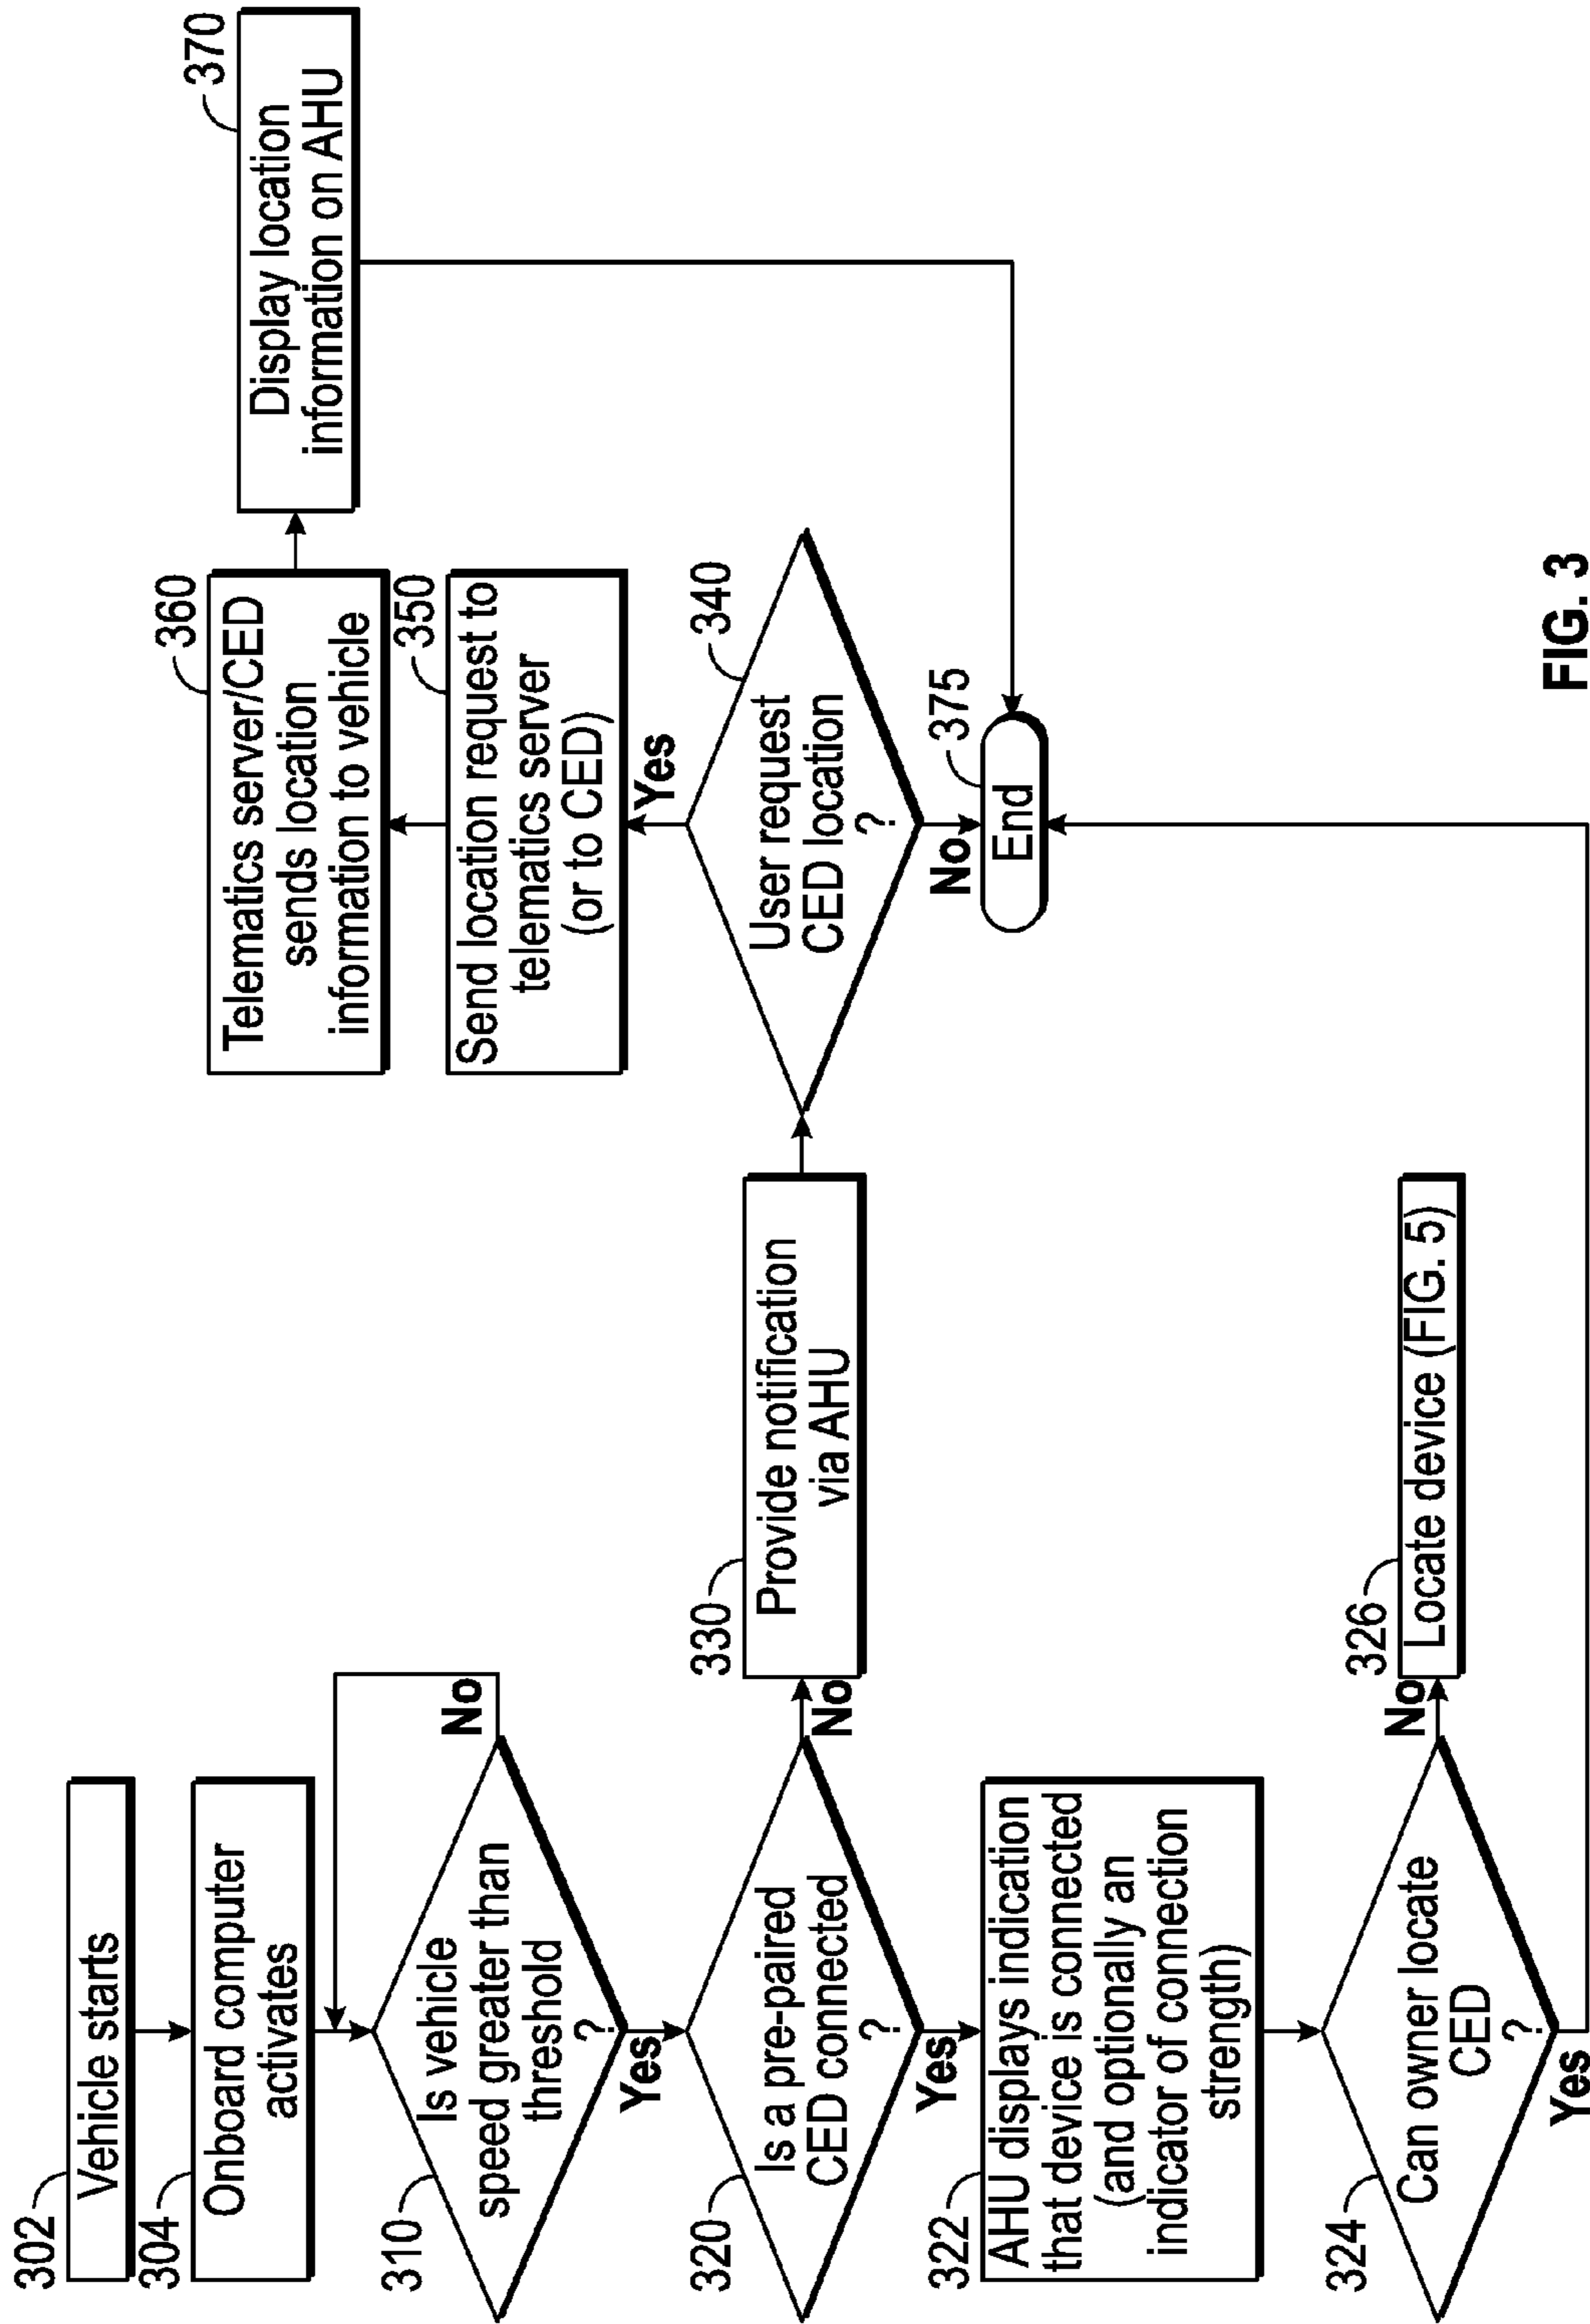 302
Vehicle starts
304
Onboard computer
activates
310
Is vehicle
speed greater than
threshold
?
No
Yes
320
Is a pre-paired
CED connected
?
No
Yes
322
AHU displays indication
that device is connected
(and optionally an
indicator of connection
strength)
324
Can owner locate
CED
?
No
Yes
326
Locate device (FIG. 5)
330
Provide notification
via AHU
340
User request
CED location
?
Yes
No
350
Send location request to
telematics server
(or to CED)
360
Telematics server/CED
sends location
information to vehicle
370
Display location
information on AHU
375
End
FIG. 3